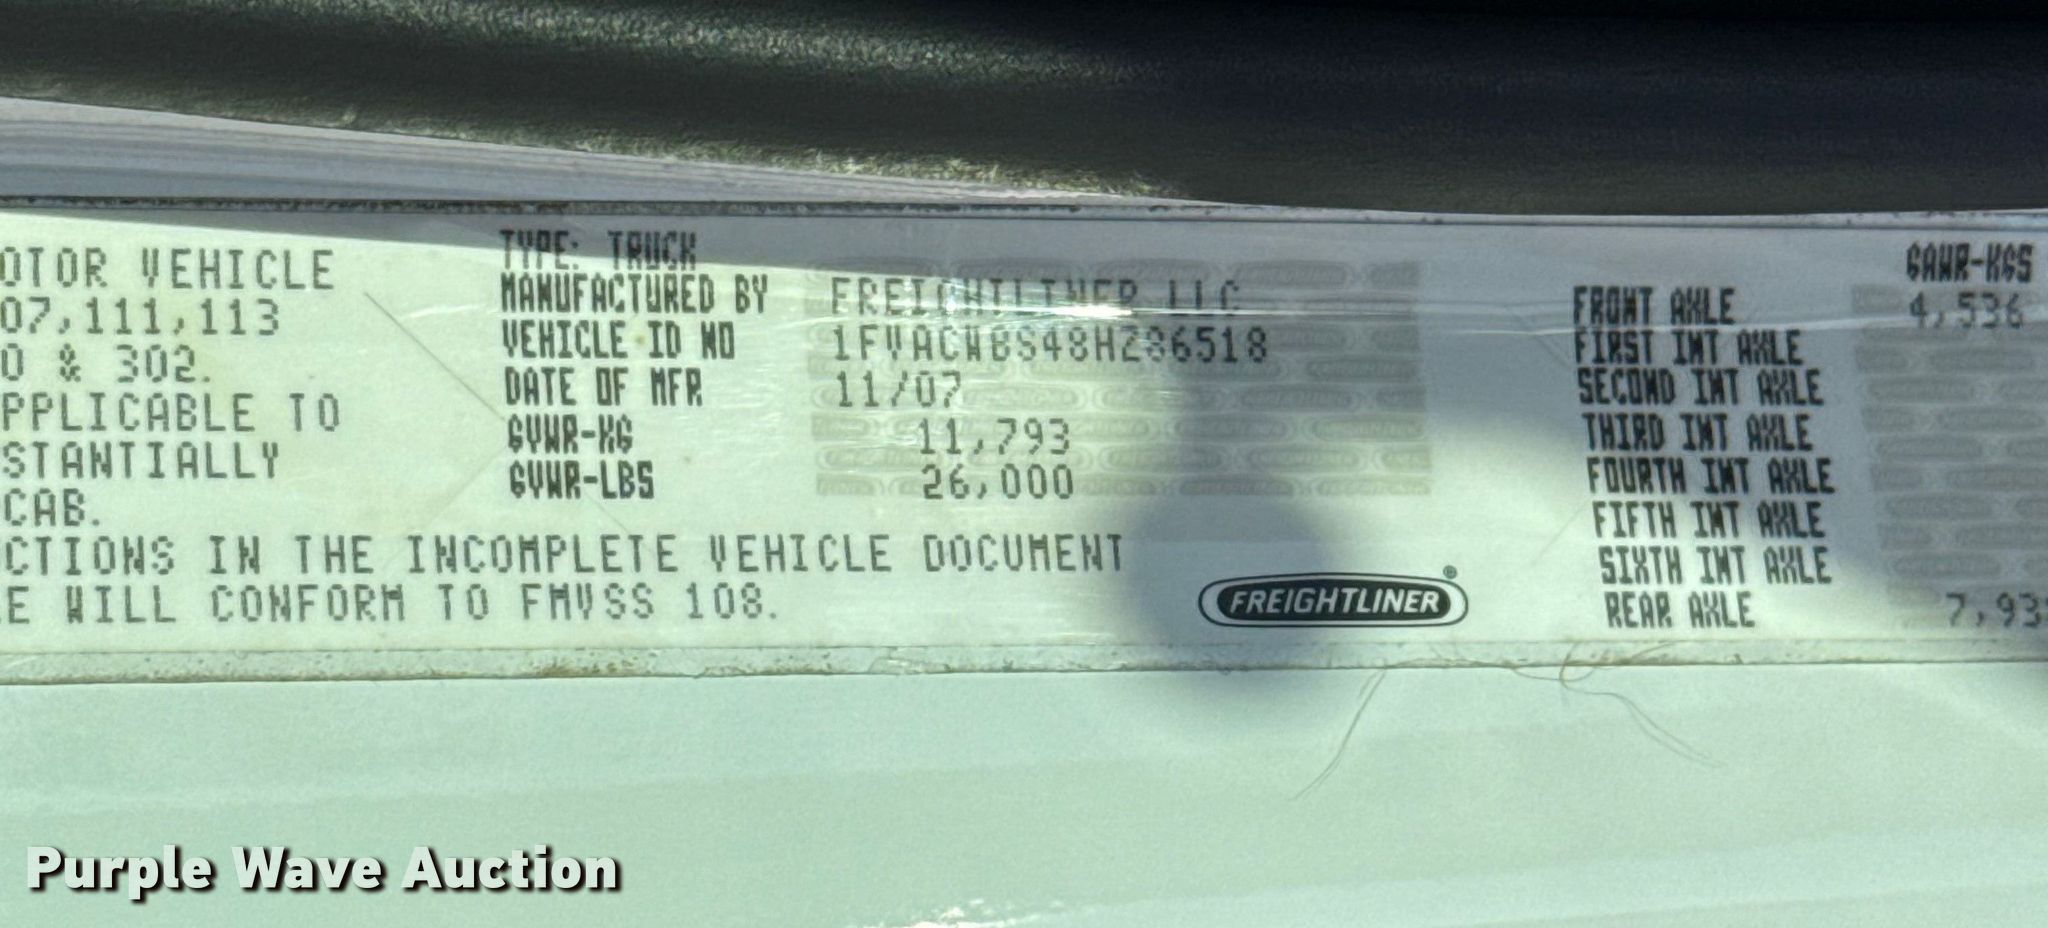 OTOR VEHICLE
07,111,113
0 & 302.
PPLICABLE TO
STANTIALLY
CAB.
CTIONS IN THE INCOMPLETE VEHICLE DOCUMENT
E WILL CONFORM TO FMVSS 108.
TYPE: TRUCK
MANUFACTURED BY FREIGHTLINER LLC
VEHICLE ID NO 1FVACWBS48HZ86518
DATE OF MFR 11/07
GVWR-KG 11,793
GVWR-LBS 26,000
FREIGHTLINER®
GAWR-KGS
FRONT AXLE 4,536
FIRST INT AXLE
SECOND INT AXLE
THIRD INT AXLE
FOURTH INT AXLE
FIFTH INT AXLE
SIXTH INT AXLE
REAR AXLE 7,93
Purple Wave Auction